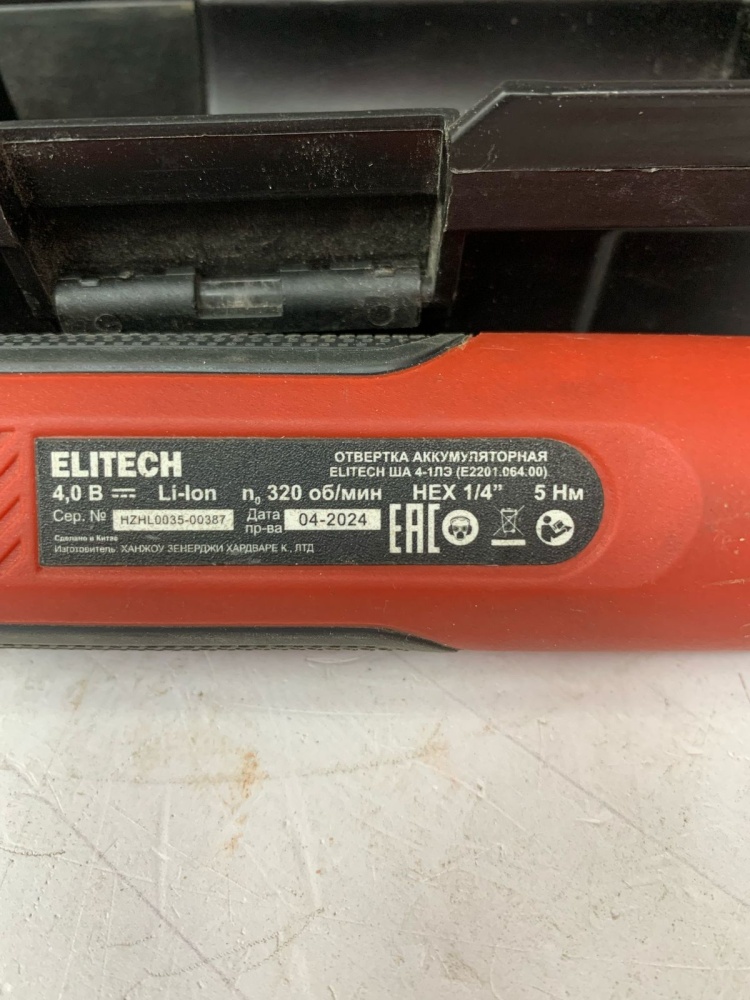 ELITECH
ОТВЕРТКА АККУМУЛЯТОРНАЯ
ELITECH ША 4-1ЛЭ (E2201.064.00)
4,0 В Li-Ion n₀ 320 об/мин HEX 1/4" 5 Нм
Сер. № HZHL0035-00387 Дата пр-ва 04-2024 EAC
Сделано в Китае
Изготовитель: ХАНЖОУ ЗЕНЕРДЖИ ХАРДВАРЕ К., ЛТД